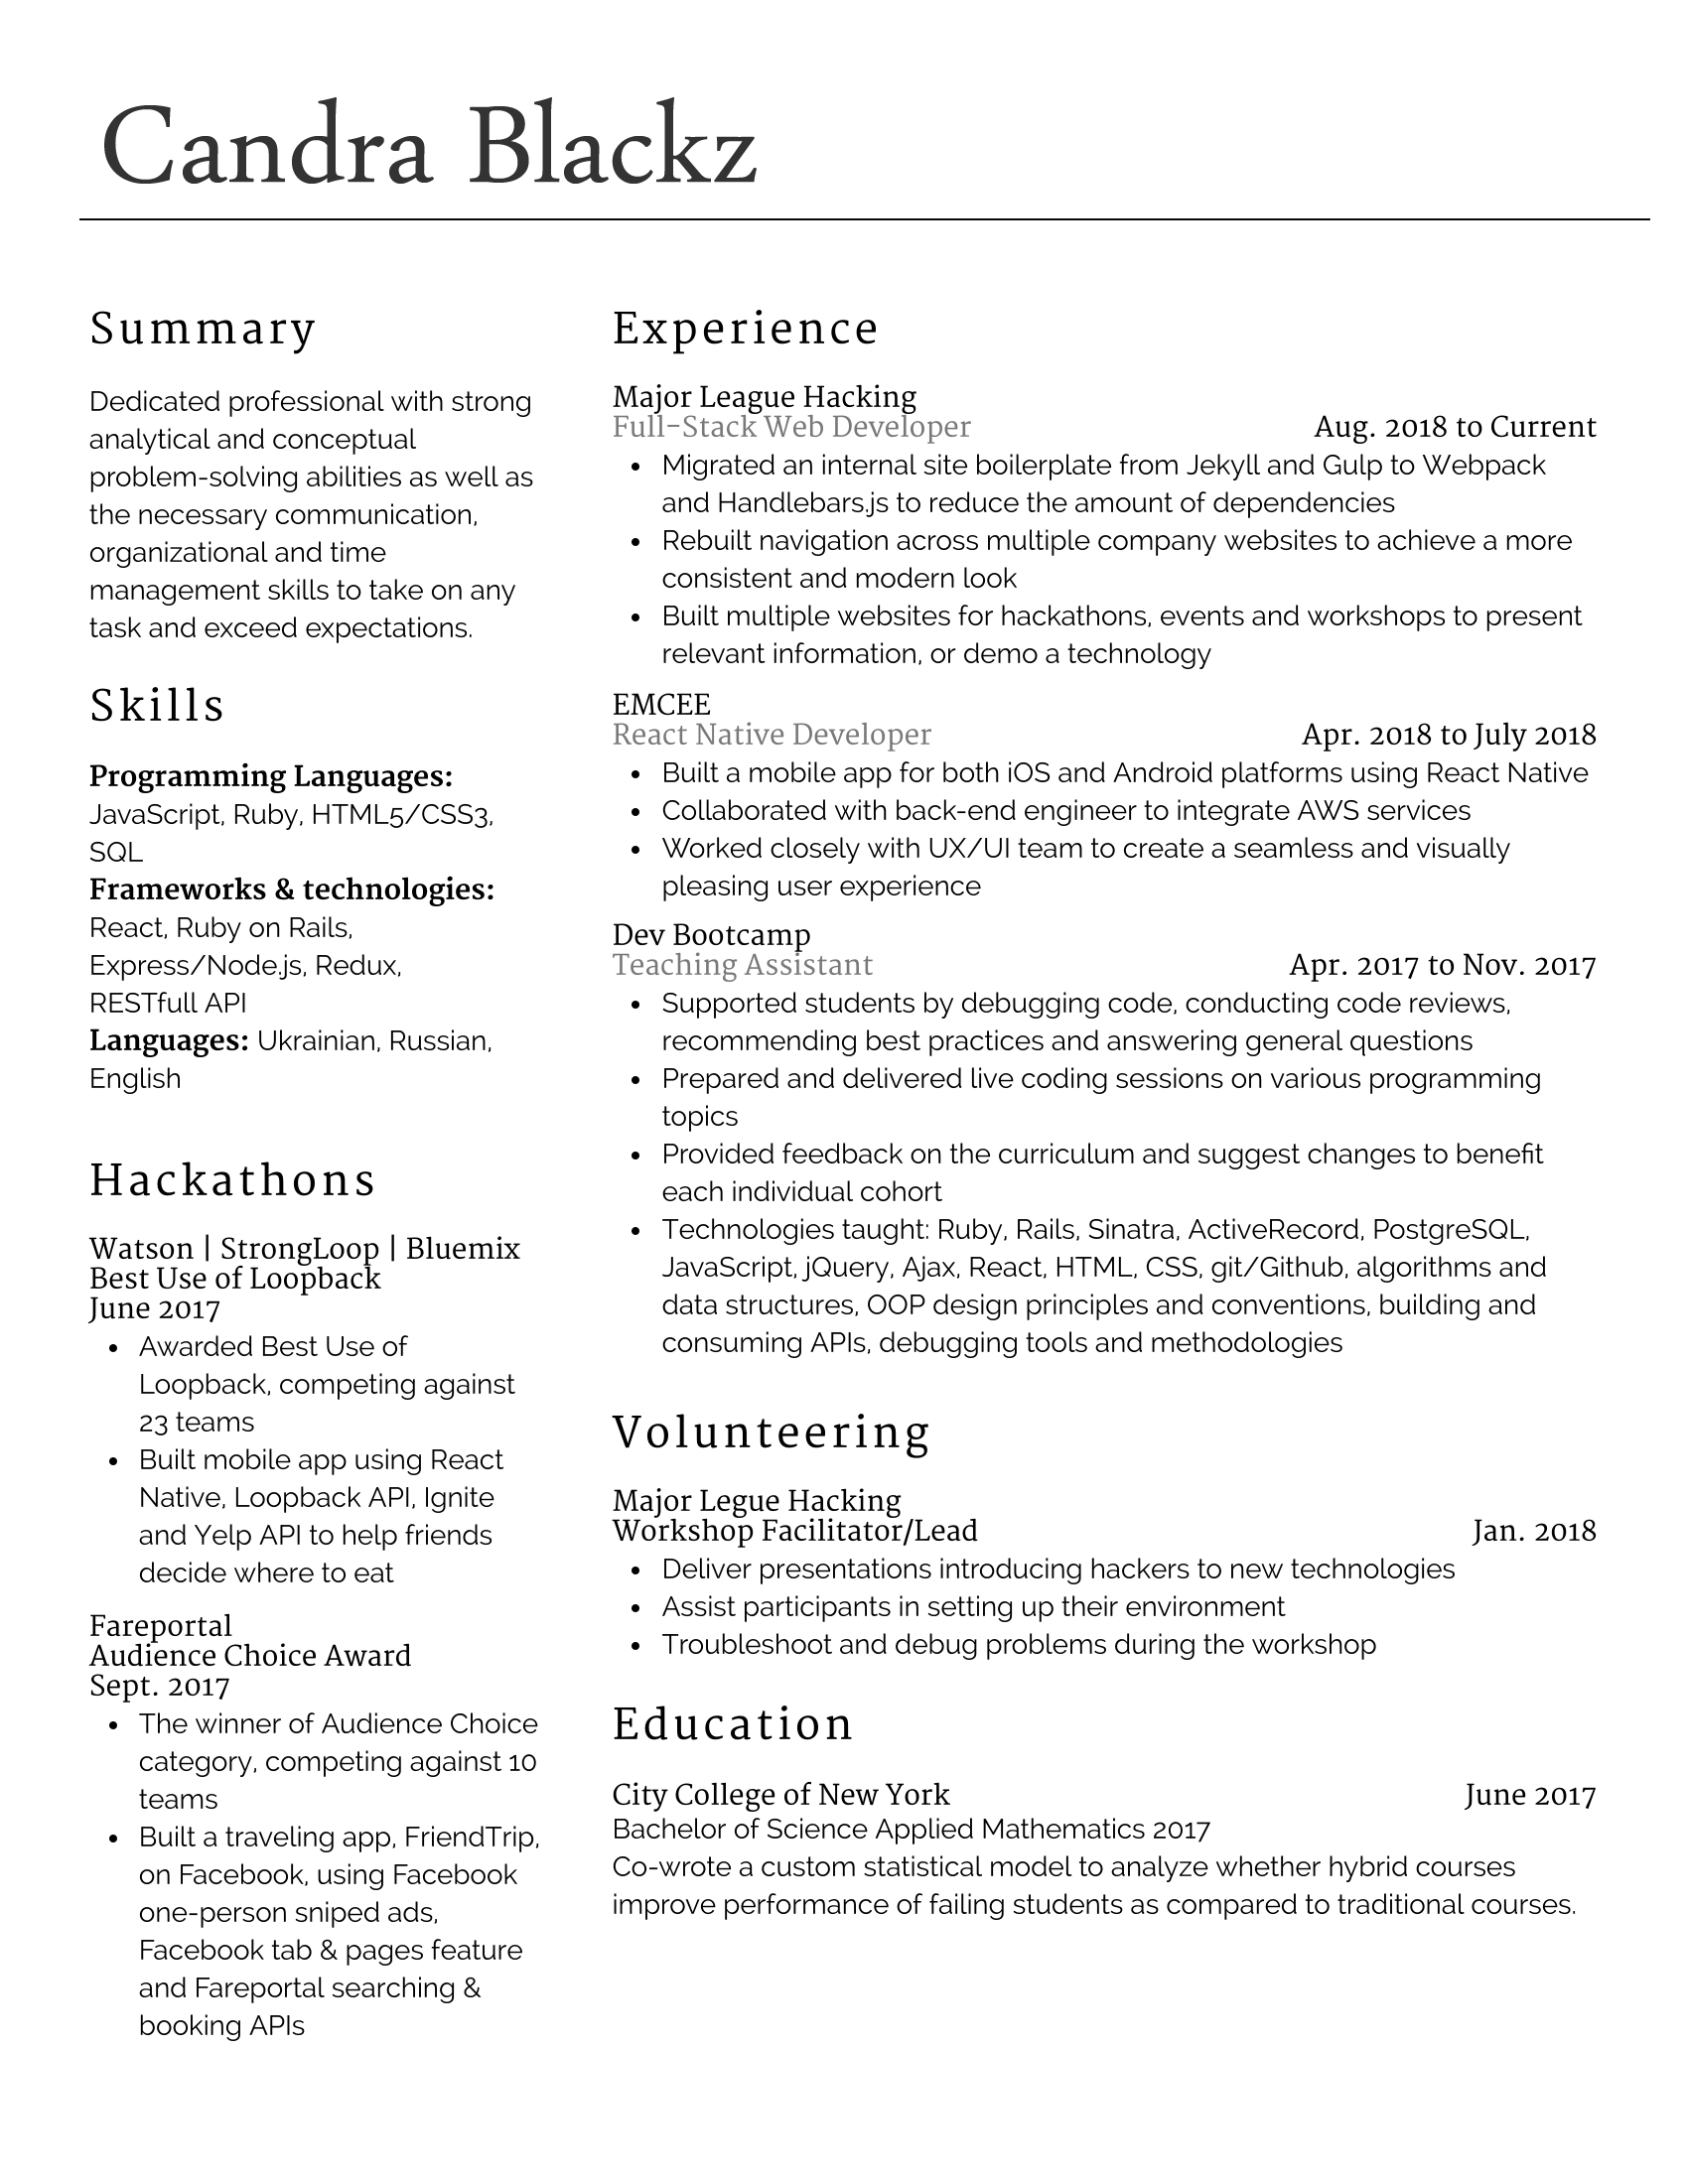 Candra Blackz
Summary
Dedicated professional with strong
analytical and conceptual
problem-solving abilities as well as
the necessary communication,
organizational and time
management skills to take on any
task and exceed expectations.
Skills
Programming Languages:
JavaScript, Ruby, HTML5/CSS3,
SQL
Frameworks & technologies:
React, Ruby on Rails,
Express/Node.js, Redux,
RESTfull API
Languages: Ukrainian, Russian,
English
Hackathons
Watson | StrongLoop | Bluemix
Best Use of Loopback
June 2017
• Awarded Best Use of
Loopback, competing against
23 teams
• Built mobile app using React
Native, Loopback API, Ignite
and Yelp API to help friends
decide where to eat
Fareportal
Audience Choice Award
Sept. 2017
• The winner of Audience Choice
category, competing against 10
teams
• Built a traveling app, FriendTrip,
on Facebook, using Facebook
one-person sniped ads,
Facebook tab & pages feature
and Fareportal searching &
booking APIs
Experience
Major League Hacking
Full-Stack Web Developer Aug. 2018 to Current
• Migrated an internal site boilerplate from Jekyll and Gulp to Webpack
and Handlebars.js to reduce the amount of dependencies
• Rebuilt navigation across multiple company websites to achieve a more
consistent and modern look
• Built multiple websites for hackathons, events and workshops to present
relevant information, or demo a technology
EMCEE
React Native Developer Apr. 2018 to July 2018
• Built a mobile app for both iOS and Android platforms using React Native
• Collaborated with back-end engineer to integrate AWS services
• Worked closely with UX/UI team to create a seamless and visually
pleasing user experience
Dev Bootcamp
Teaching Assistant Apr. 2017 to Nov. 2017
• Supported students by debugging code, conducting code reviews,
recommending best practices and answering general questions
• Prepared and delivered live coding sessions on various programming
topics
• Provided feedback on the curriculum and suggest changes to benefit
each individual cohort
• Technologies taught: Ruby, Rails, Sinatra, ActiveRecord, PostgreSQL,
JavaScript, jQuery, Ajax, React, HTML, CSS, git/Github, algorithms and
data structures, OOP design principles and conventions, building and
consuming APIs, debugging tools and methodologies
Volunteering
Major Legue Hacking
Workshop Facilitator/Lead Jan. 2018
• Deliver presentations introducing hackers to new technologies
• Assist participants in setting up their environment
• Troubleshoot and debug problems during the workshop
Education
City College of New York June 2017
Bachelor of Science Applied Mathematics 2017
Co-wrote a custom statistical model to analyze whether hybrid courses
improve performance of failing students as compared to traditional courses.